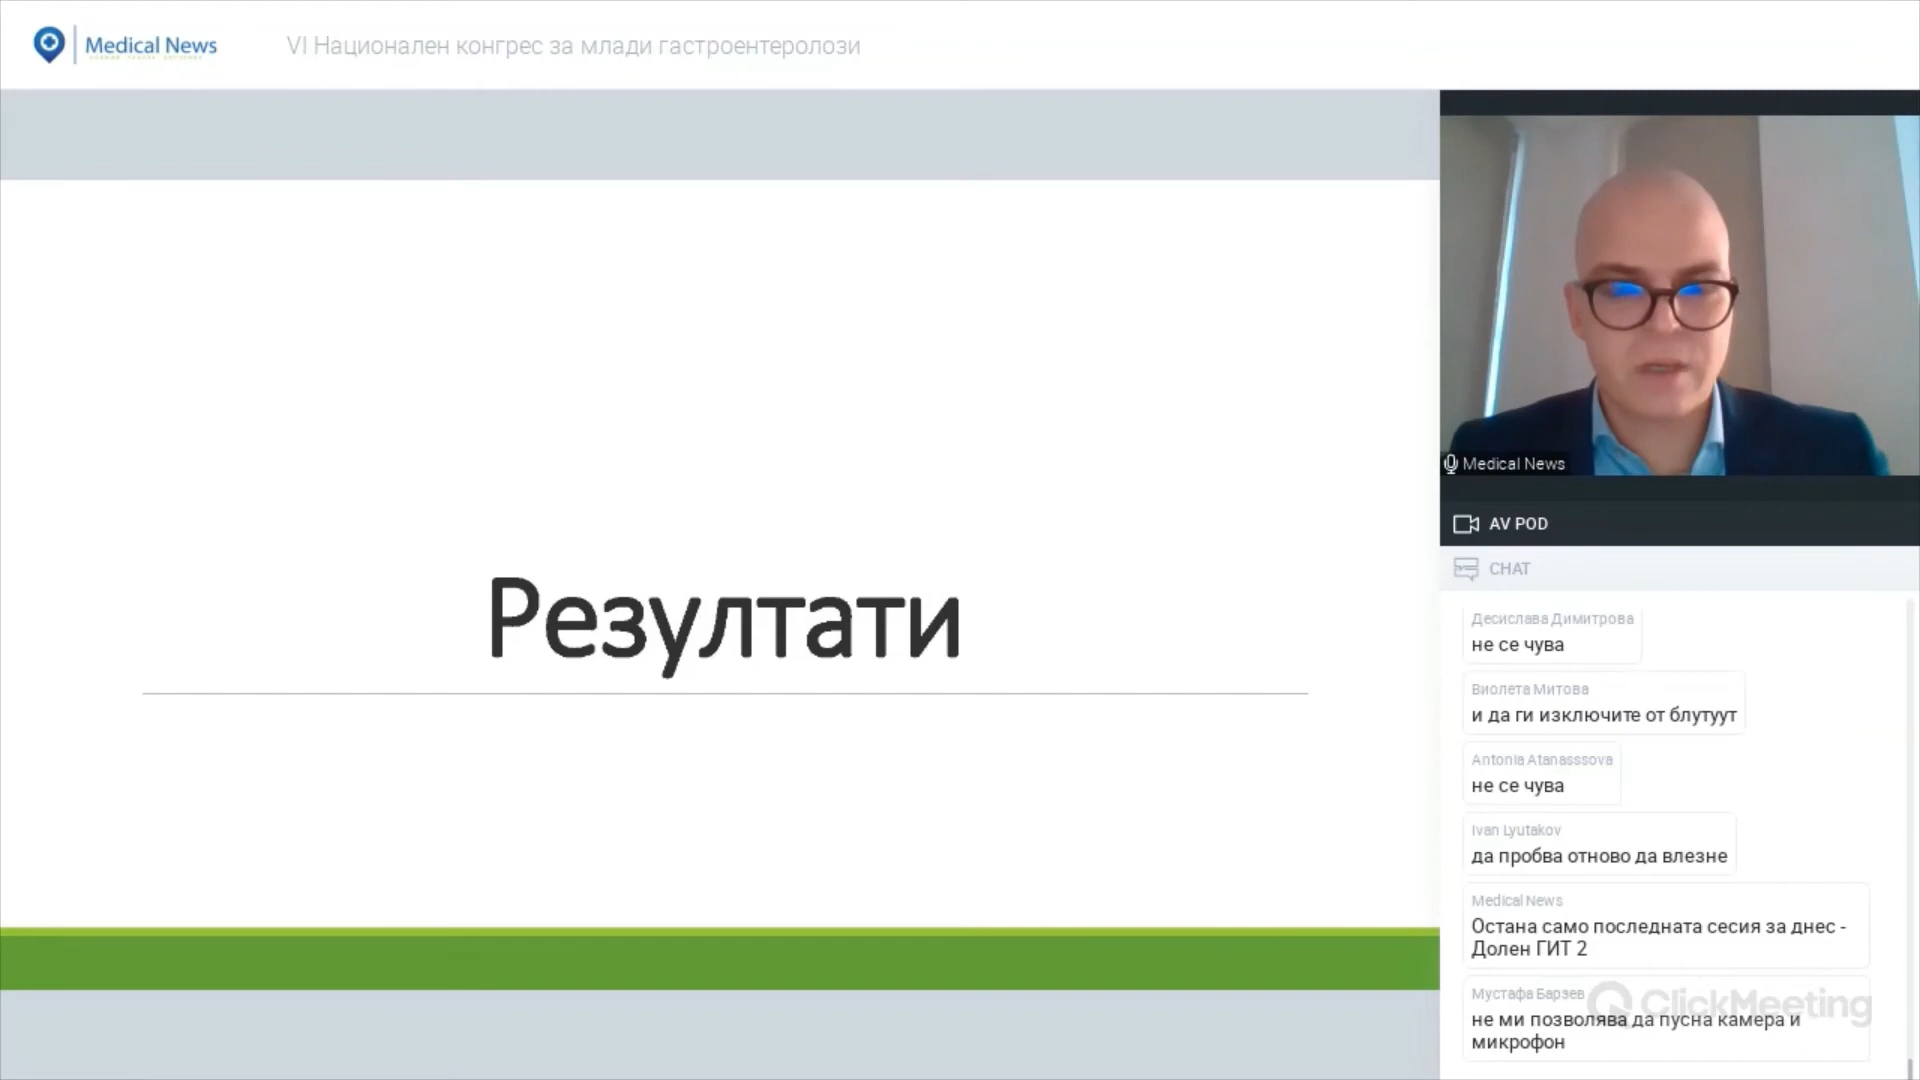 Medical News
VI Национален конгрес за млади гастроентеролози
Резултати
Medical News
AV POD
CHAT
Десислава Димитрова
не се чува
Виолета Митова
и да ги изключите от блутуут
Antonia Atanasssova
не се чува
Ivan Lyutakov
да пробва отново да влезне
Medical News
Остана само последната сесия за днес -
Долен ГИТ 2
Мустафа Барзев
не ми позволява да пусна камера и
микрофон
ClickMeeting